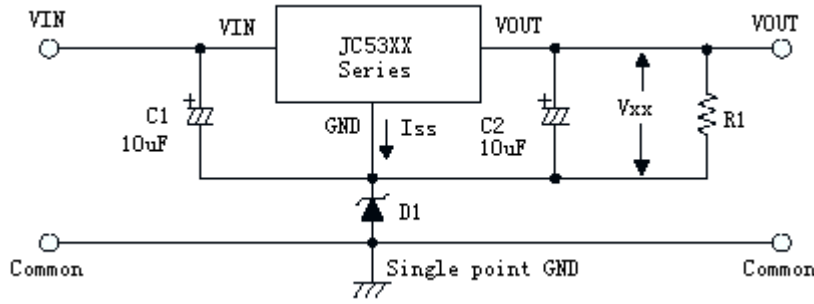 VIN
VIN
JC53XX
Series
VOUT
VOUT
C1
10uF
GND
Iss
C2
10uF
Vxx
R1
D1
Common
Single point GND
Common